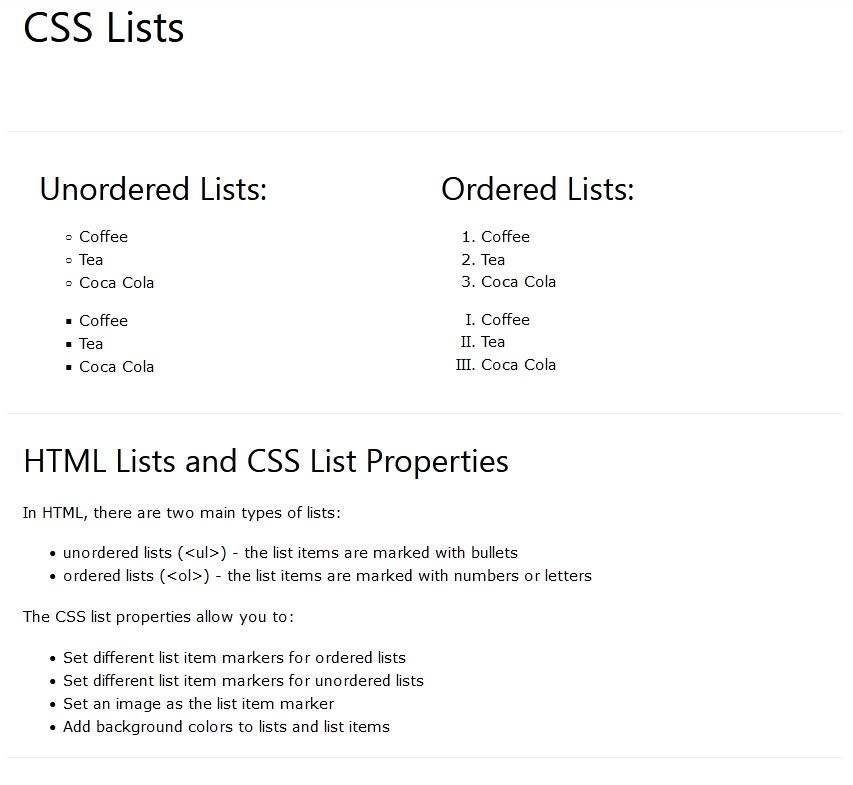 CSS Lists
Unordered Lists:
○ Coffee
○ Tea
○ Coca Cola
▪ Coffee
▪ Tea
▪ Coca Cola
Ordered Lists:
1. Coffee
2. Tea
3. Coca Cola
I. Coffee
II. Tea
III. Coca Cola
HTML Lists and CSS List Properties
In HTML, there are two main types of lists:
• unordered lists (<ul>) - the list items are marked with bullets
• ordered lists (<ol>) - the list items are marked with numbers or letters
The CSS list properties allow you to:
• Set different list item markers for ordered lists
• Set different list item markers for unordered lists
• Set an image as the list item marker
• Add background colors to lists and list items